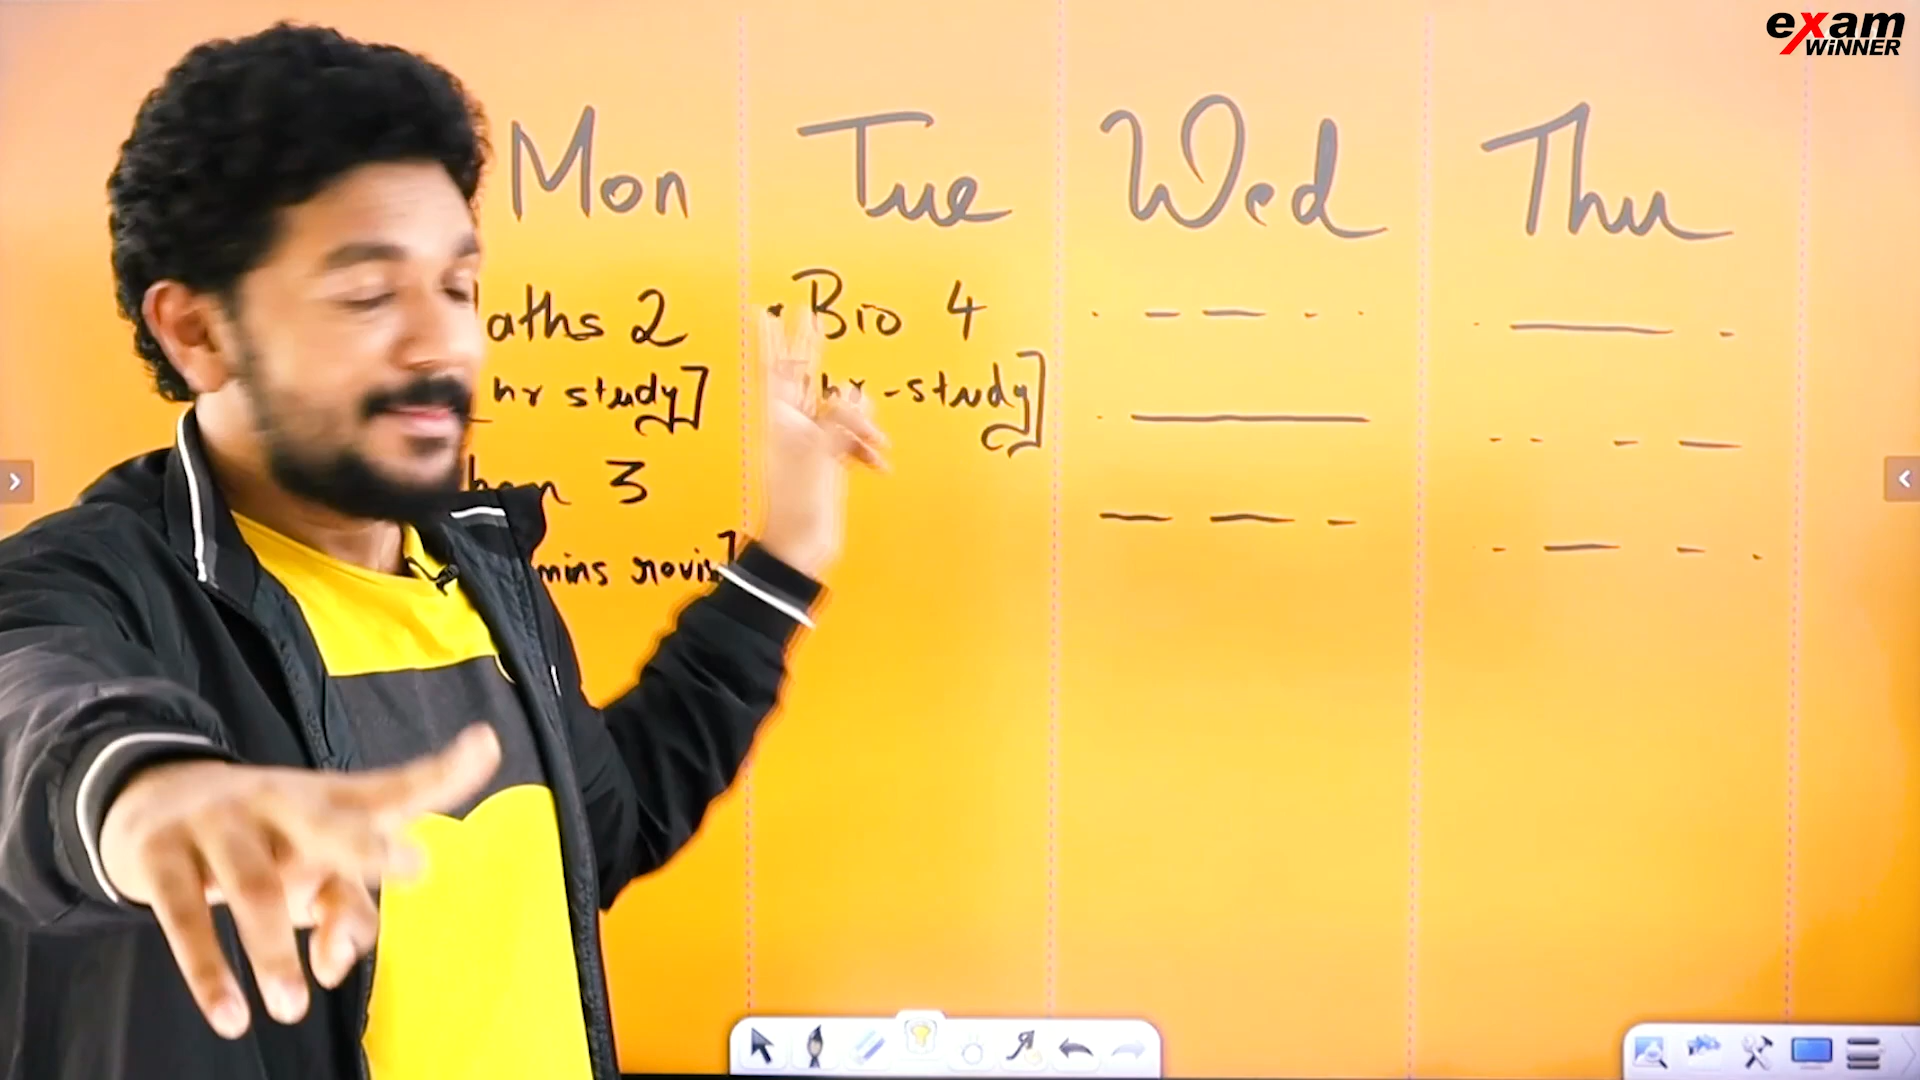 exam
WiNNER
Mon Tue Wed Thu
aths 2
hr study]
3
mins revis]
• Bio 4
hr - study]